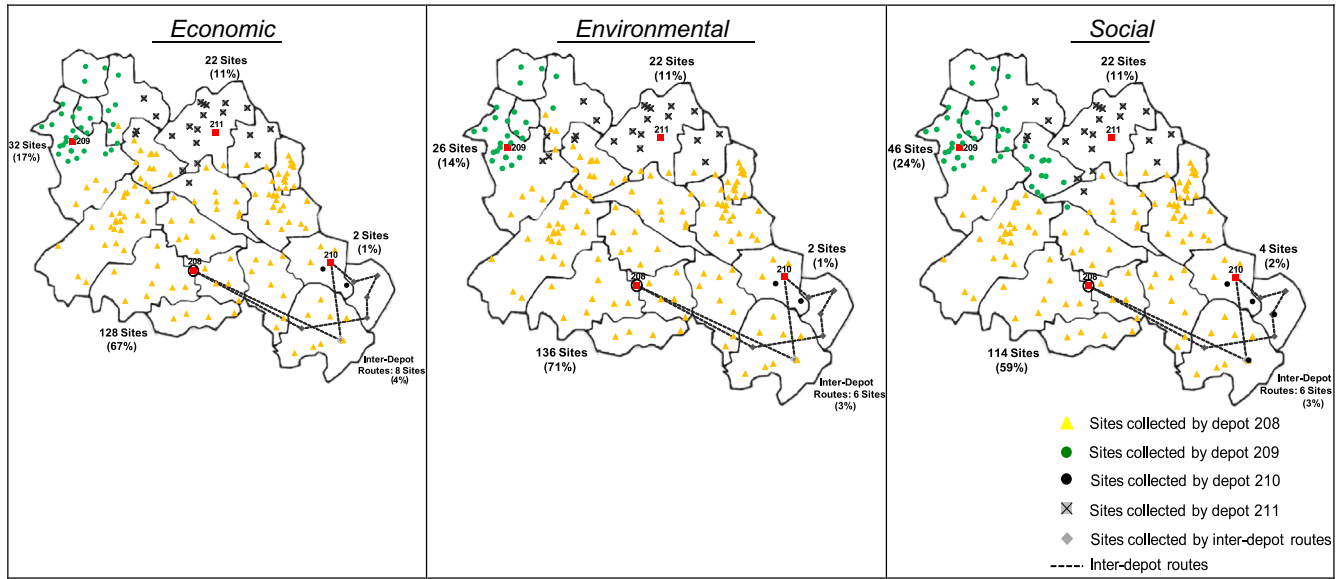 Economic
22 Sites
(11%)
211
209
32 Sites
(17%)
2 Sites
(1%)
210
208
128 Sites
(67%)
Inter-Depot
Routes: 8 Sites
(4%)
Environmental
22 Sites
(11%)
211
209
26 Sites
(14%)
2 Sites
(1%)
210
208
136 Sites
(71%)
Inter-Depot
Routes: 6 Sites
(3%)
Social
22 Sites
(11%)
211
209
46 Sites
(24%)
4 Sites
(2%)
210
208
114 Sites
(59%)
Inter-Depot
Routes: 6 Sites
(3%)
Sites collected by depot 208
Sites collected by depot 209
Sites collected by depot 210
Sites collected by depot 211
Sites collected by inter-depot routes
Inter-depot routes